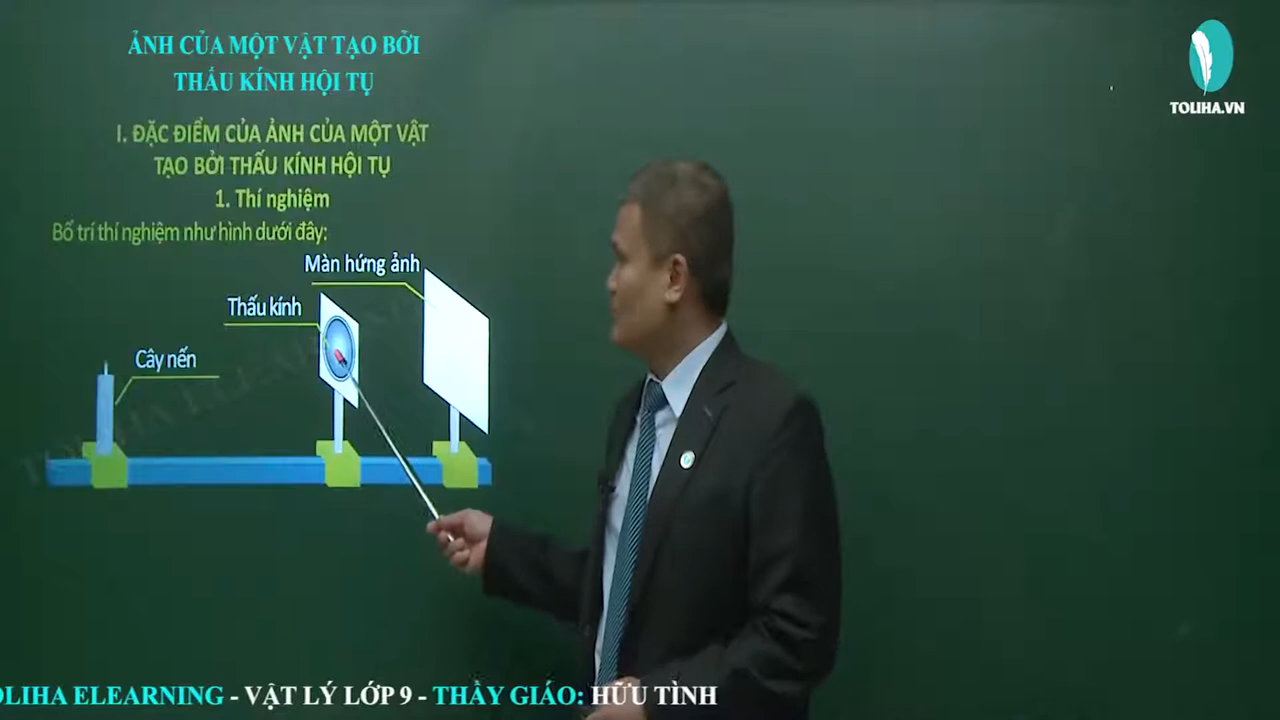 ẢNH CỦA MỘT VẬT TẠO BỞI
THẤU KÍNH HỘI TỤ
TOLIHA.VN
I. ĐẶC ĐIỂM CỦA ẢNH CỦA MỘT VẬT
TẠO BỞI THẤU KÍNH HỘI TỤ
1. Thí nghiệm
Bố trí thí nghiệm như hình dưới đây:
Màn hứng ảnh
Thấu kính
Cây nến
OLIHA ELEARNING - VẬT LÝ LỚP 9 - THẦY GIÁO: HỮU TÌNH